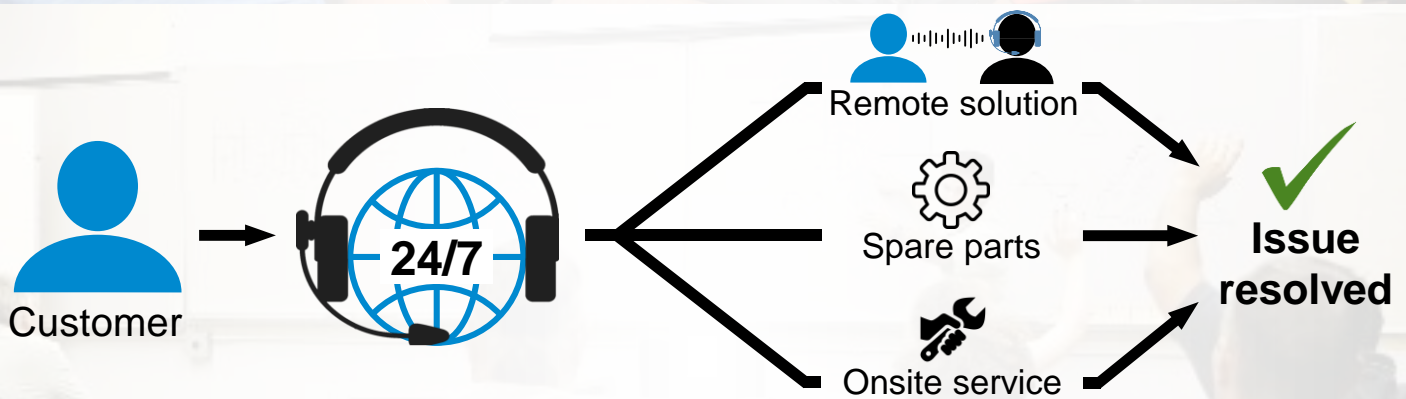 Customer
24/7
Remote solution
Spare parts
Onsite service
Issue
resolved